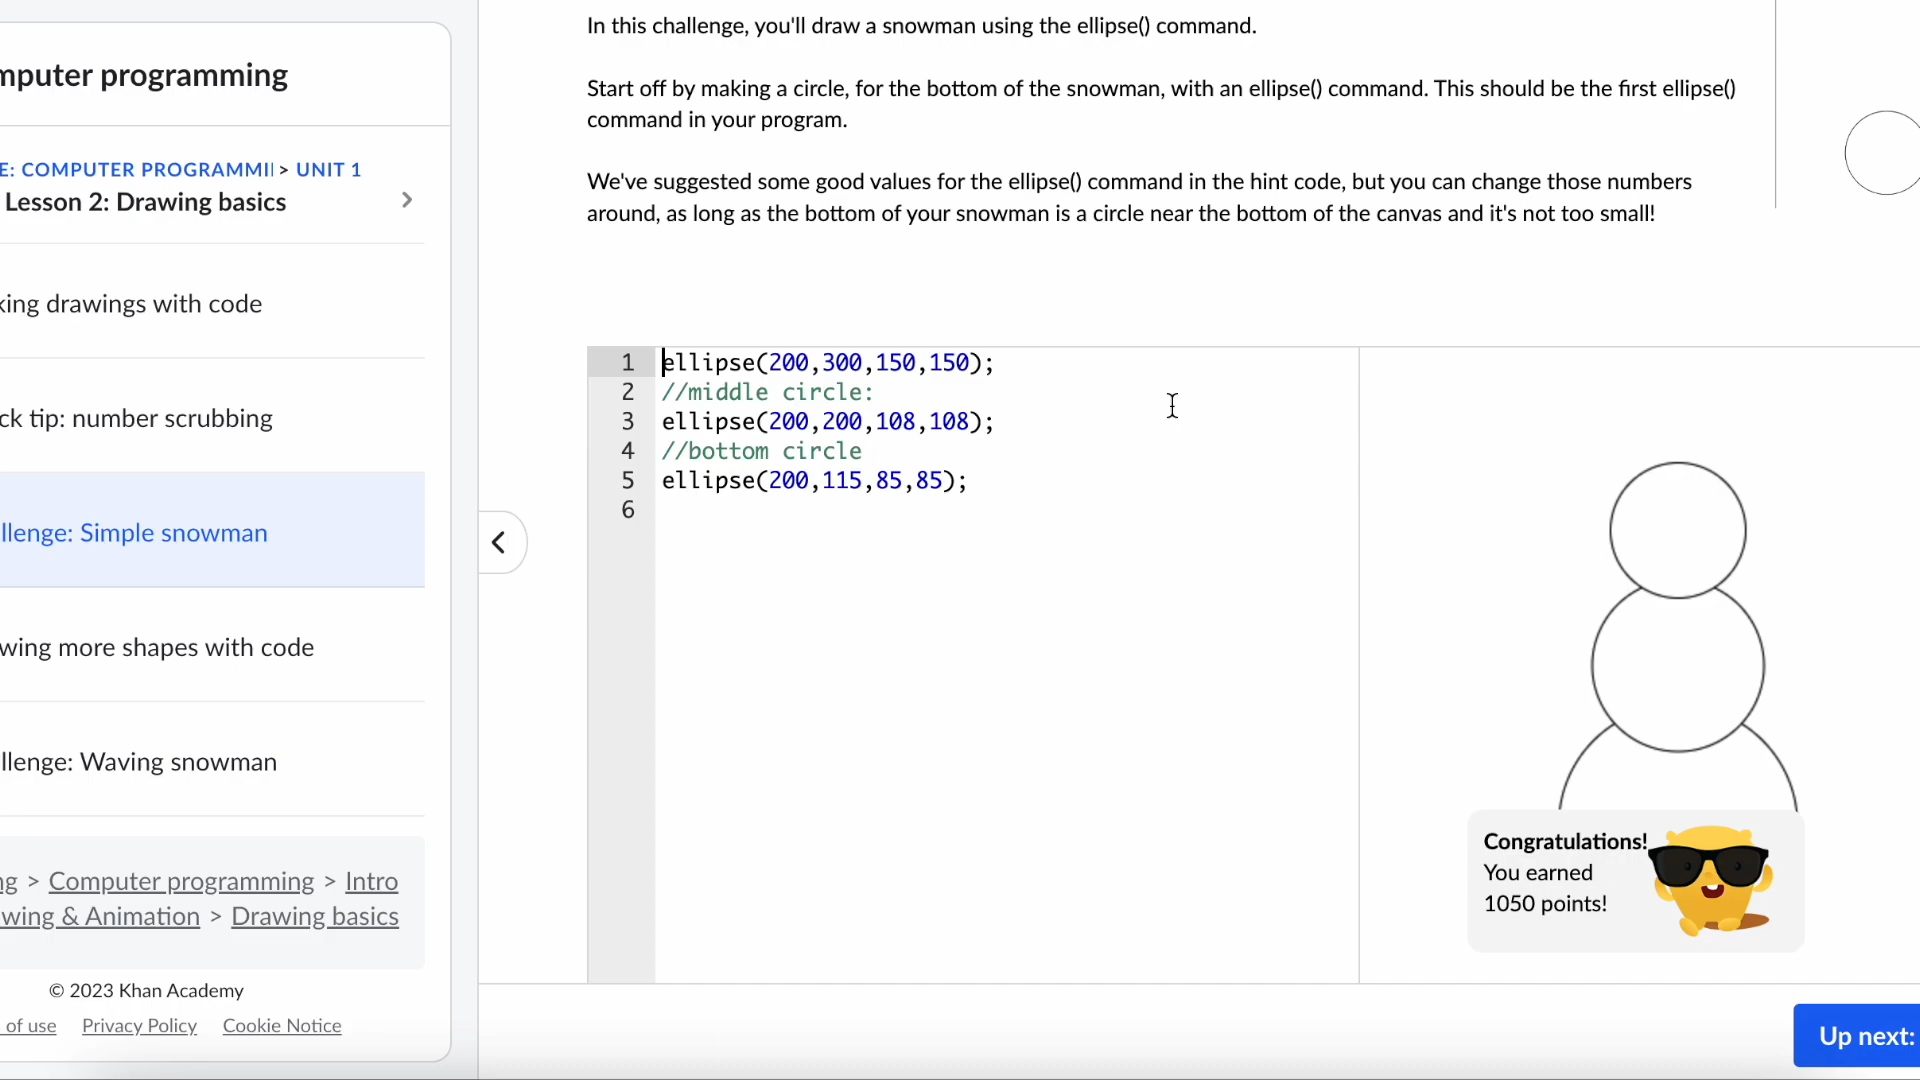 mputer programming
E: COMPUTER PROGRAMMI > UNIT 1
Lesson 2: Drawing basics
king drawings with code
ck tip: number scrubbing
llenge: Simple snowman
wing more shapes with code
llenge: Waving snowman
ng > Computer programming > Intro
wing & Animation > Drawing basics
© 2023 Khan Academy
of use Privacy Policy Cookie Notice
In this challenge, you'll draw a snowman using the ellipse() command.
Start off by making a circle, for the bottom of the snowman, with an ellipse() command. This should be the first ellipse()
command in your program.
We've suggested some good values for the ellipse() command in the hint code, but you can change those numbers
around, as long as the bottom of your snowman is a circle near the bottom of the canvas and it's not too small!
1 ellipse(200,300,150,150);
2 //middle circle:
3 ellipse(200,200,108,108);
4 //bottom circle
5 ellipse(200,115,85,85);
6
Congratulations!
You earned
1050 points!
Up next: